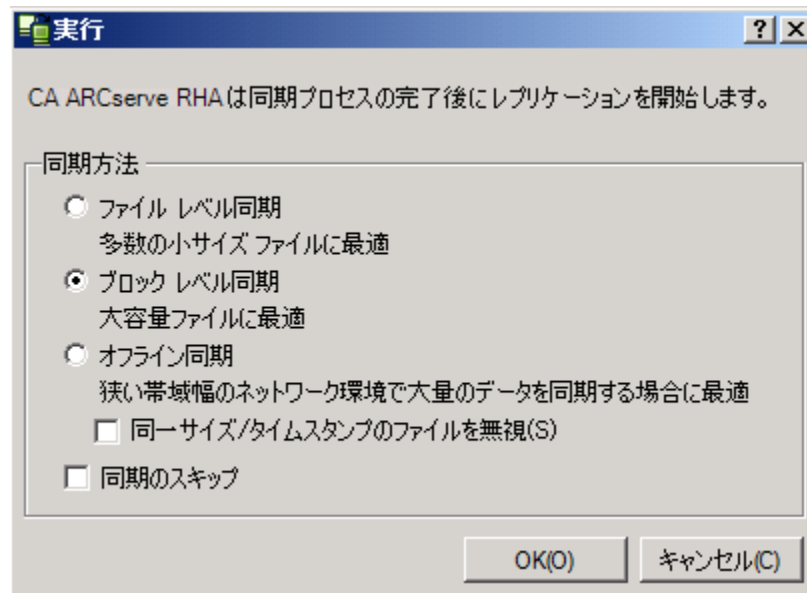 実行
CA ARCserve RHAは同期プロセスの完了後にレプリケーションを開始します。
同期方法
ファイル レベル同期
多数の小サイズ ファイルに最適
ブロック レベル同期
大容量ファイルに最適
オフライン同期
狭い帯域幅のネットワーク環境で大量のデータを同期する場合に最適
同一サイズ/タイムスタンプのファイルを無視(S)
同期のスキップ
OK(O)
キャンセル(C)